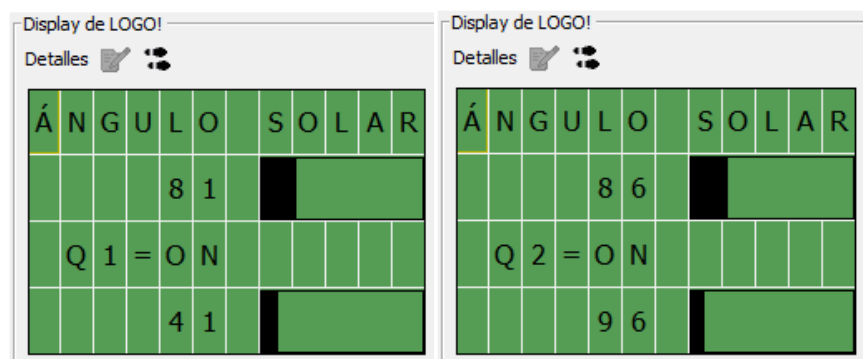 Display de LOGO!
Detalles
ÁNGULO SOLAR
81
Q1=ON
41
Display de LOGO!
Detalles
ÁNGULO SOLAR
86
Q2=ON
96